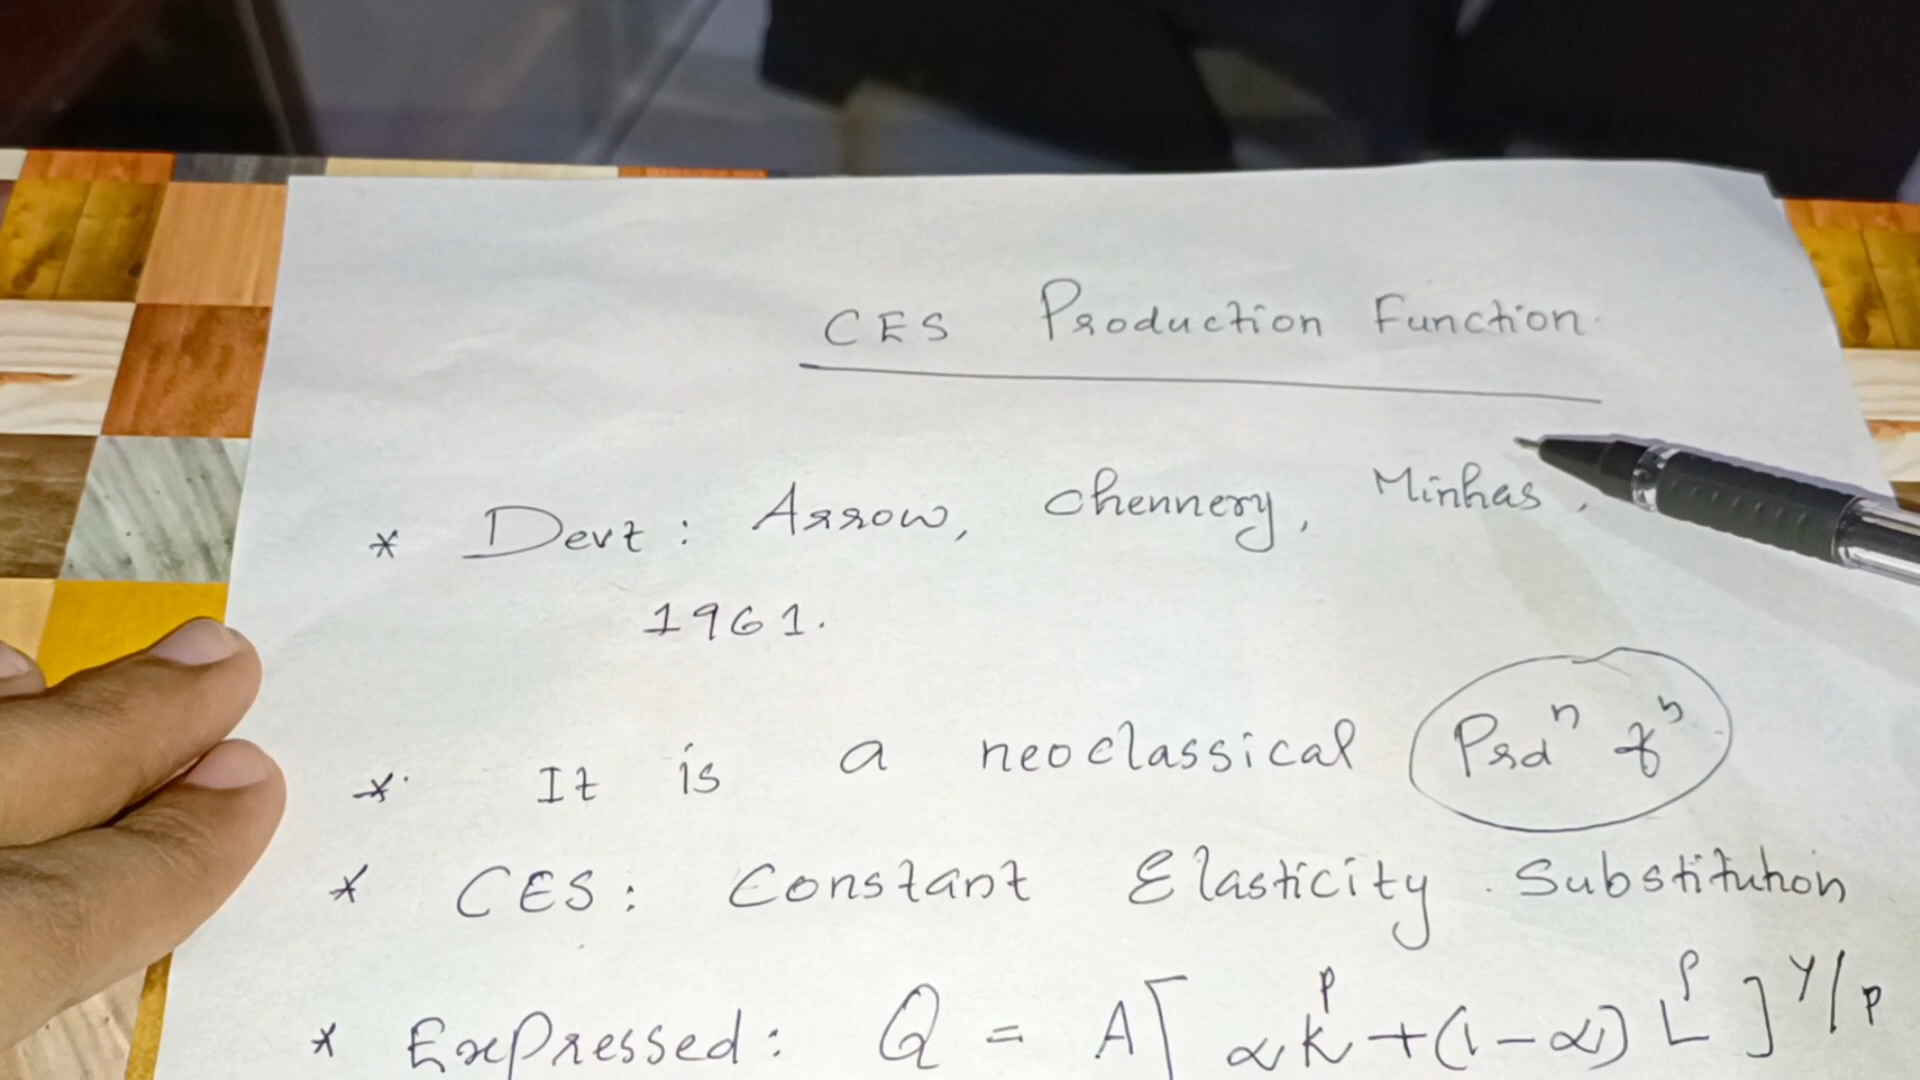 CES Production Function.
* Devt: Arrow, Chennery, Minhas,
1961.
* It is a neoclassical Prdⁿ fⁿ
* CES: Constant Elasticity Substitution
* Expressed: Q = A[αK^ρ+(1-α)L^ρ]^γ/ρ